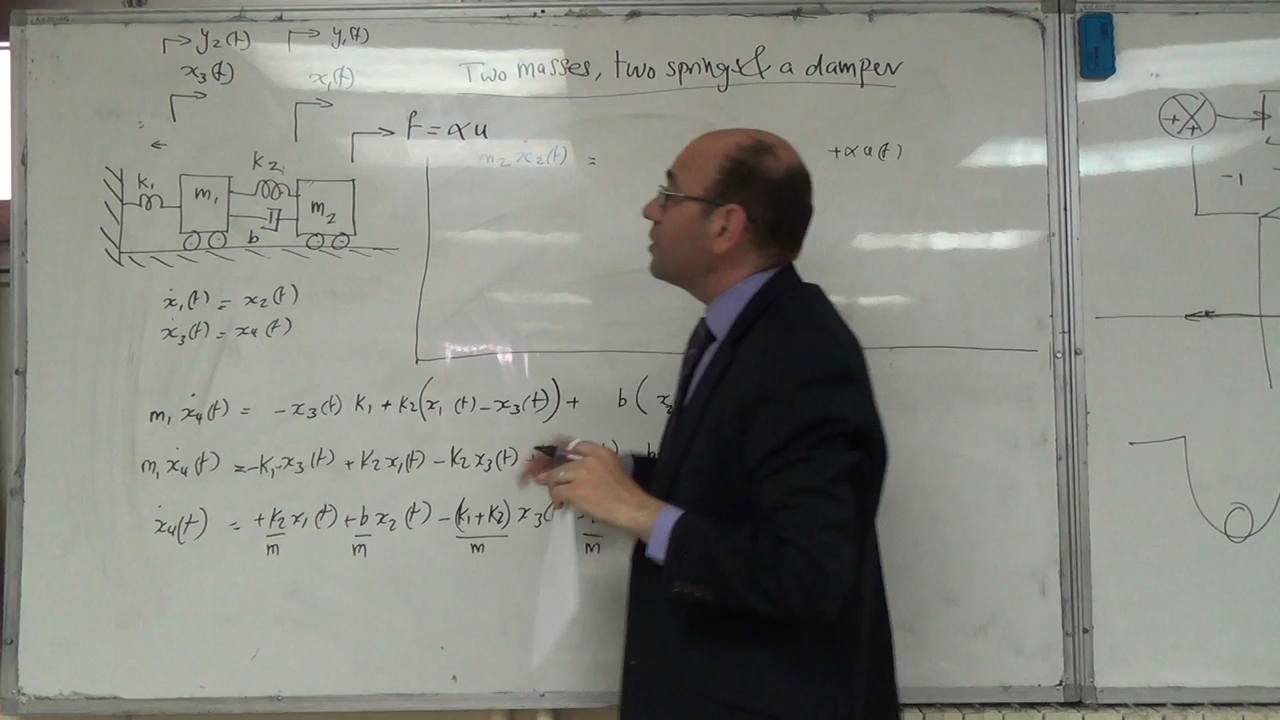 Two masses, two springs & a damper
y₂(t) y₁(t)
x₃(t) x₁(t)
f = αu
m₂ ẋ₂(t) = +αu(t)
k₁ m₁ k₂ b m₂
ẋ₁(t) = x₂(t)
ẋ₃(t) = x₄(t)
m₁ ẋ₄(t) = -x₃(t) k₁ + k₂(x₁(t) - x₃(t)) + b(x₂
m₁ ẋ₄(t) = -k₁ x₃(t) + k₂ x₁(t) - k₂ x₃(t) +
ẋ₄(t) = +k₂/m x₁(t) + b/m x₂(t) - (k₁+k₂)/m x₃( - /m
+ +
-1